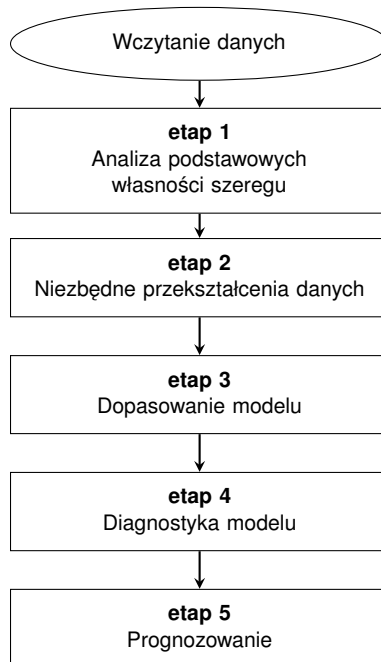 Wczytanie danych
etap 1
Analiza podstawowych
własności szeregu
etap 2
Niezbędne przekształcenia danych
etap 3
Dopasowanie modelu
etap 4
Diagnostyka modelu
etap 5
Prognozowanie